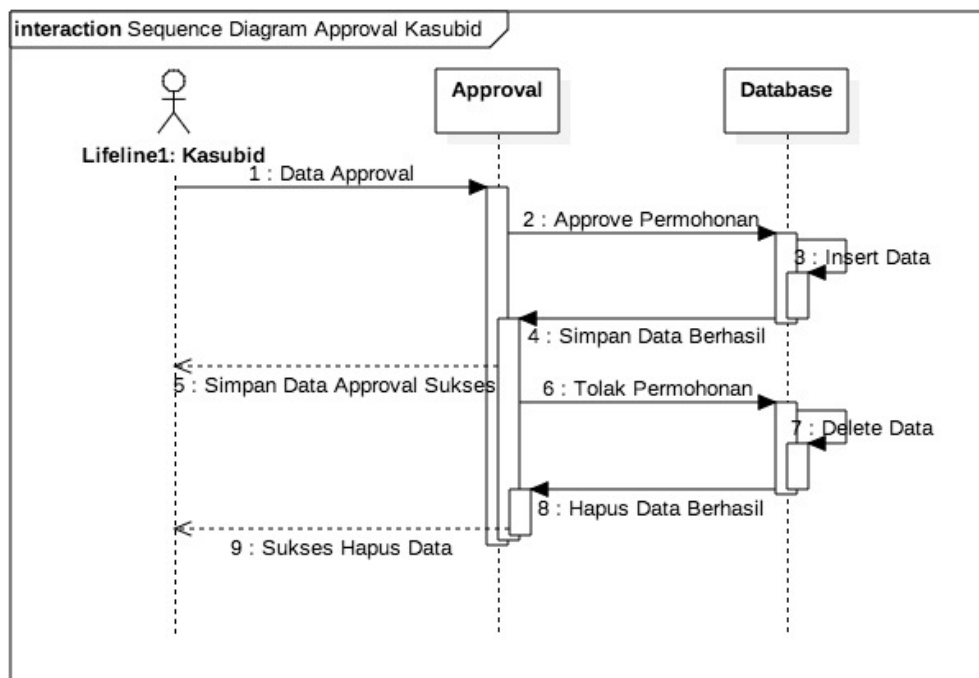 interaction Sequence Diagram Approval Kasubid
Approval
Database
Lifeline1: Kasubid
1 : Data Approval
2 : Approve Permohonan
3 : Insert Data
4 : Simpan Data Berhasil
5 : Simpan Data Approval Sukses
6 : Tolak Permohonan
7 : Delete Data
8 : Hapus Data Berhasil
9 : Sukses Hapus Data